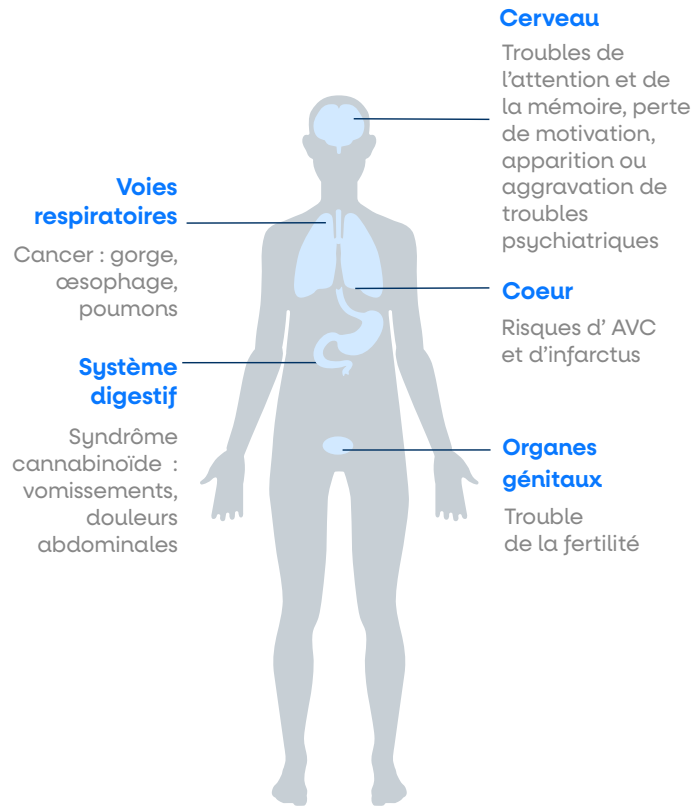 Cerveau
Troubles de
l'attention et de
la mémoire, perte
de motivation,
apparition ou
aggravation de
troubles
psychiatriques
Voies
respiratoires
Cancer : gorge,
œsophage,
poumons
Coeur
Risques d' AVC
et d'infarctus
Système
digestif
Syndrôme
cannabinoïde :
vomissements,
douleurs
abdominales
Organes
génitaux
Trouble
de la fertilité